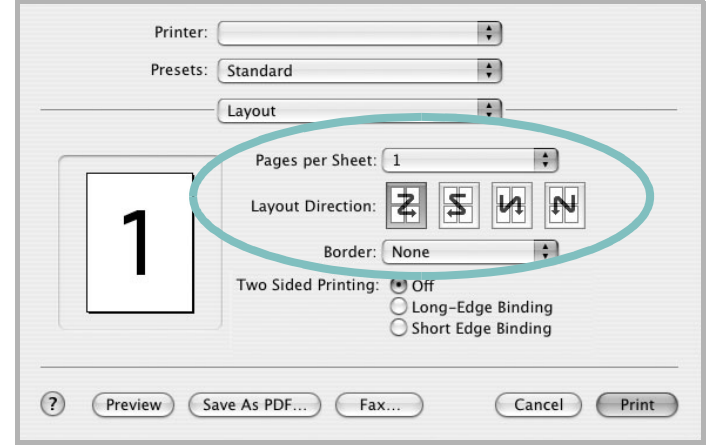 Printer:
Presets: Standard
Layout
Pages per Sheet: 1
Layout Direction:
Border: None
1
Two Sided Printing: Off
Long-Edge Binding
Short Edge Binding
? Preview Save As PDF... Fax... Cancel Print